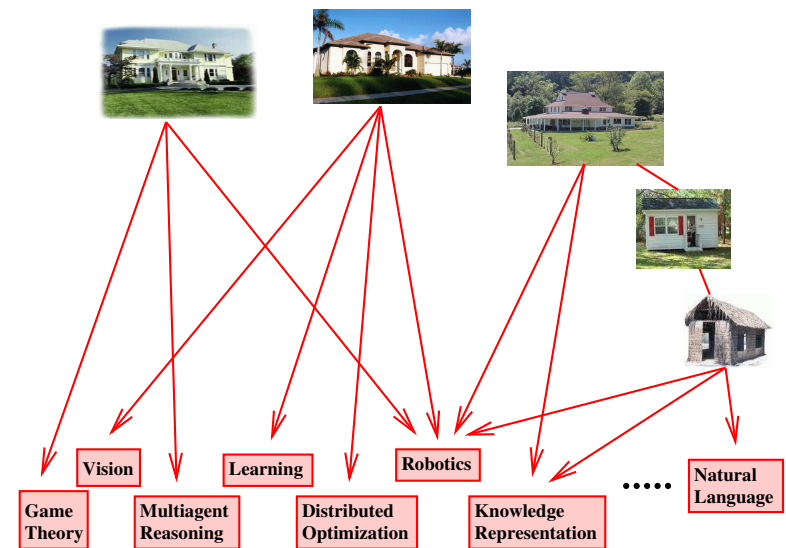 Vision
Learning
Robotics
Natural
Language
Game
Theory
Multiagent
Reasoning
Distributed
Optimization
Knowledge
Representation
.....